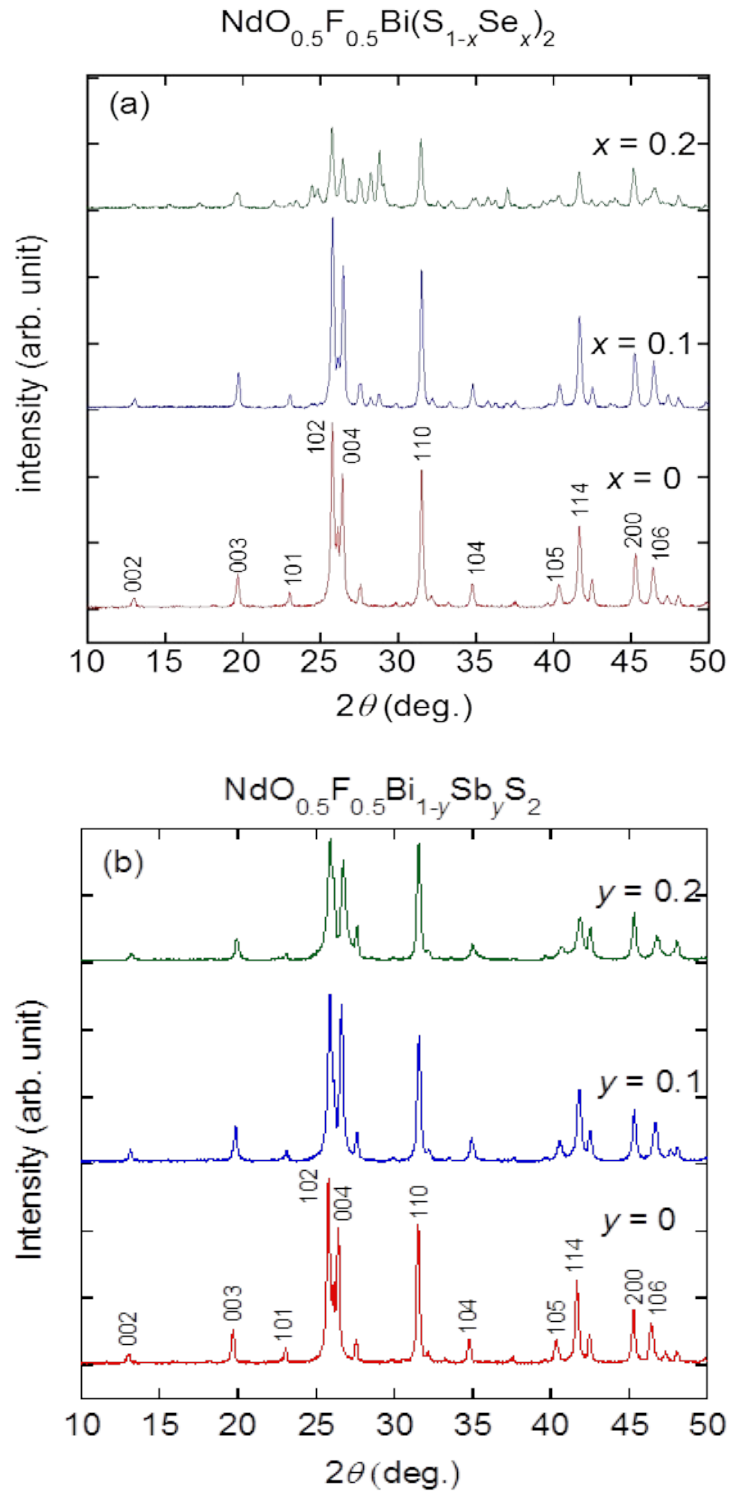 NdO0.5F0.5Bi(S1-xSex)2
(a)
x = 0.2
x = 0.1
x = 0
002
003
101
102
004
110
104
105
114
200
106
intensity (arb. unit)
10 15 20 25 30 35 40 45 50
2θ (deg.)
NdO0.5F0.5Bi1-ySbyS2
(b)
y = 0.2
y = 0.1
y = 0
002
003
101
102
004
110
104
105
114
200
106
Intensity (arb. unit)
10 15 20 25 30 35 40 45 50
2θ (deg.)